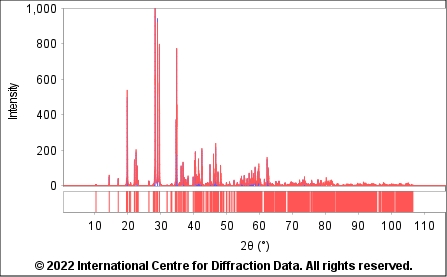 1,000
800
600
400
200
0
Intensity
10 20 30 40 50 60 70 80 90 100 110
2θ (°)
© 2022 International Centre for Diffraction Data. All rights reserved.